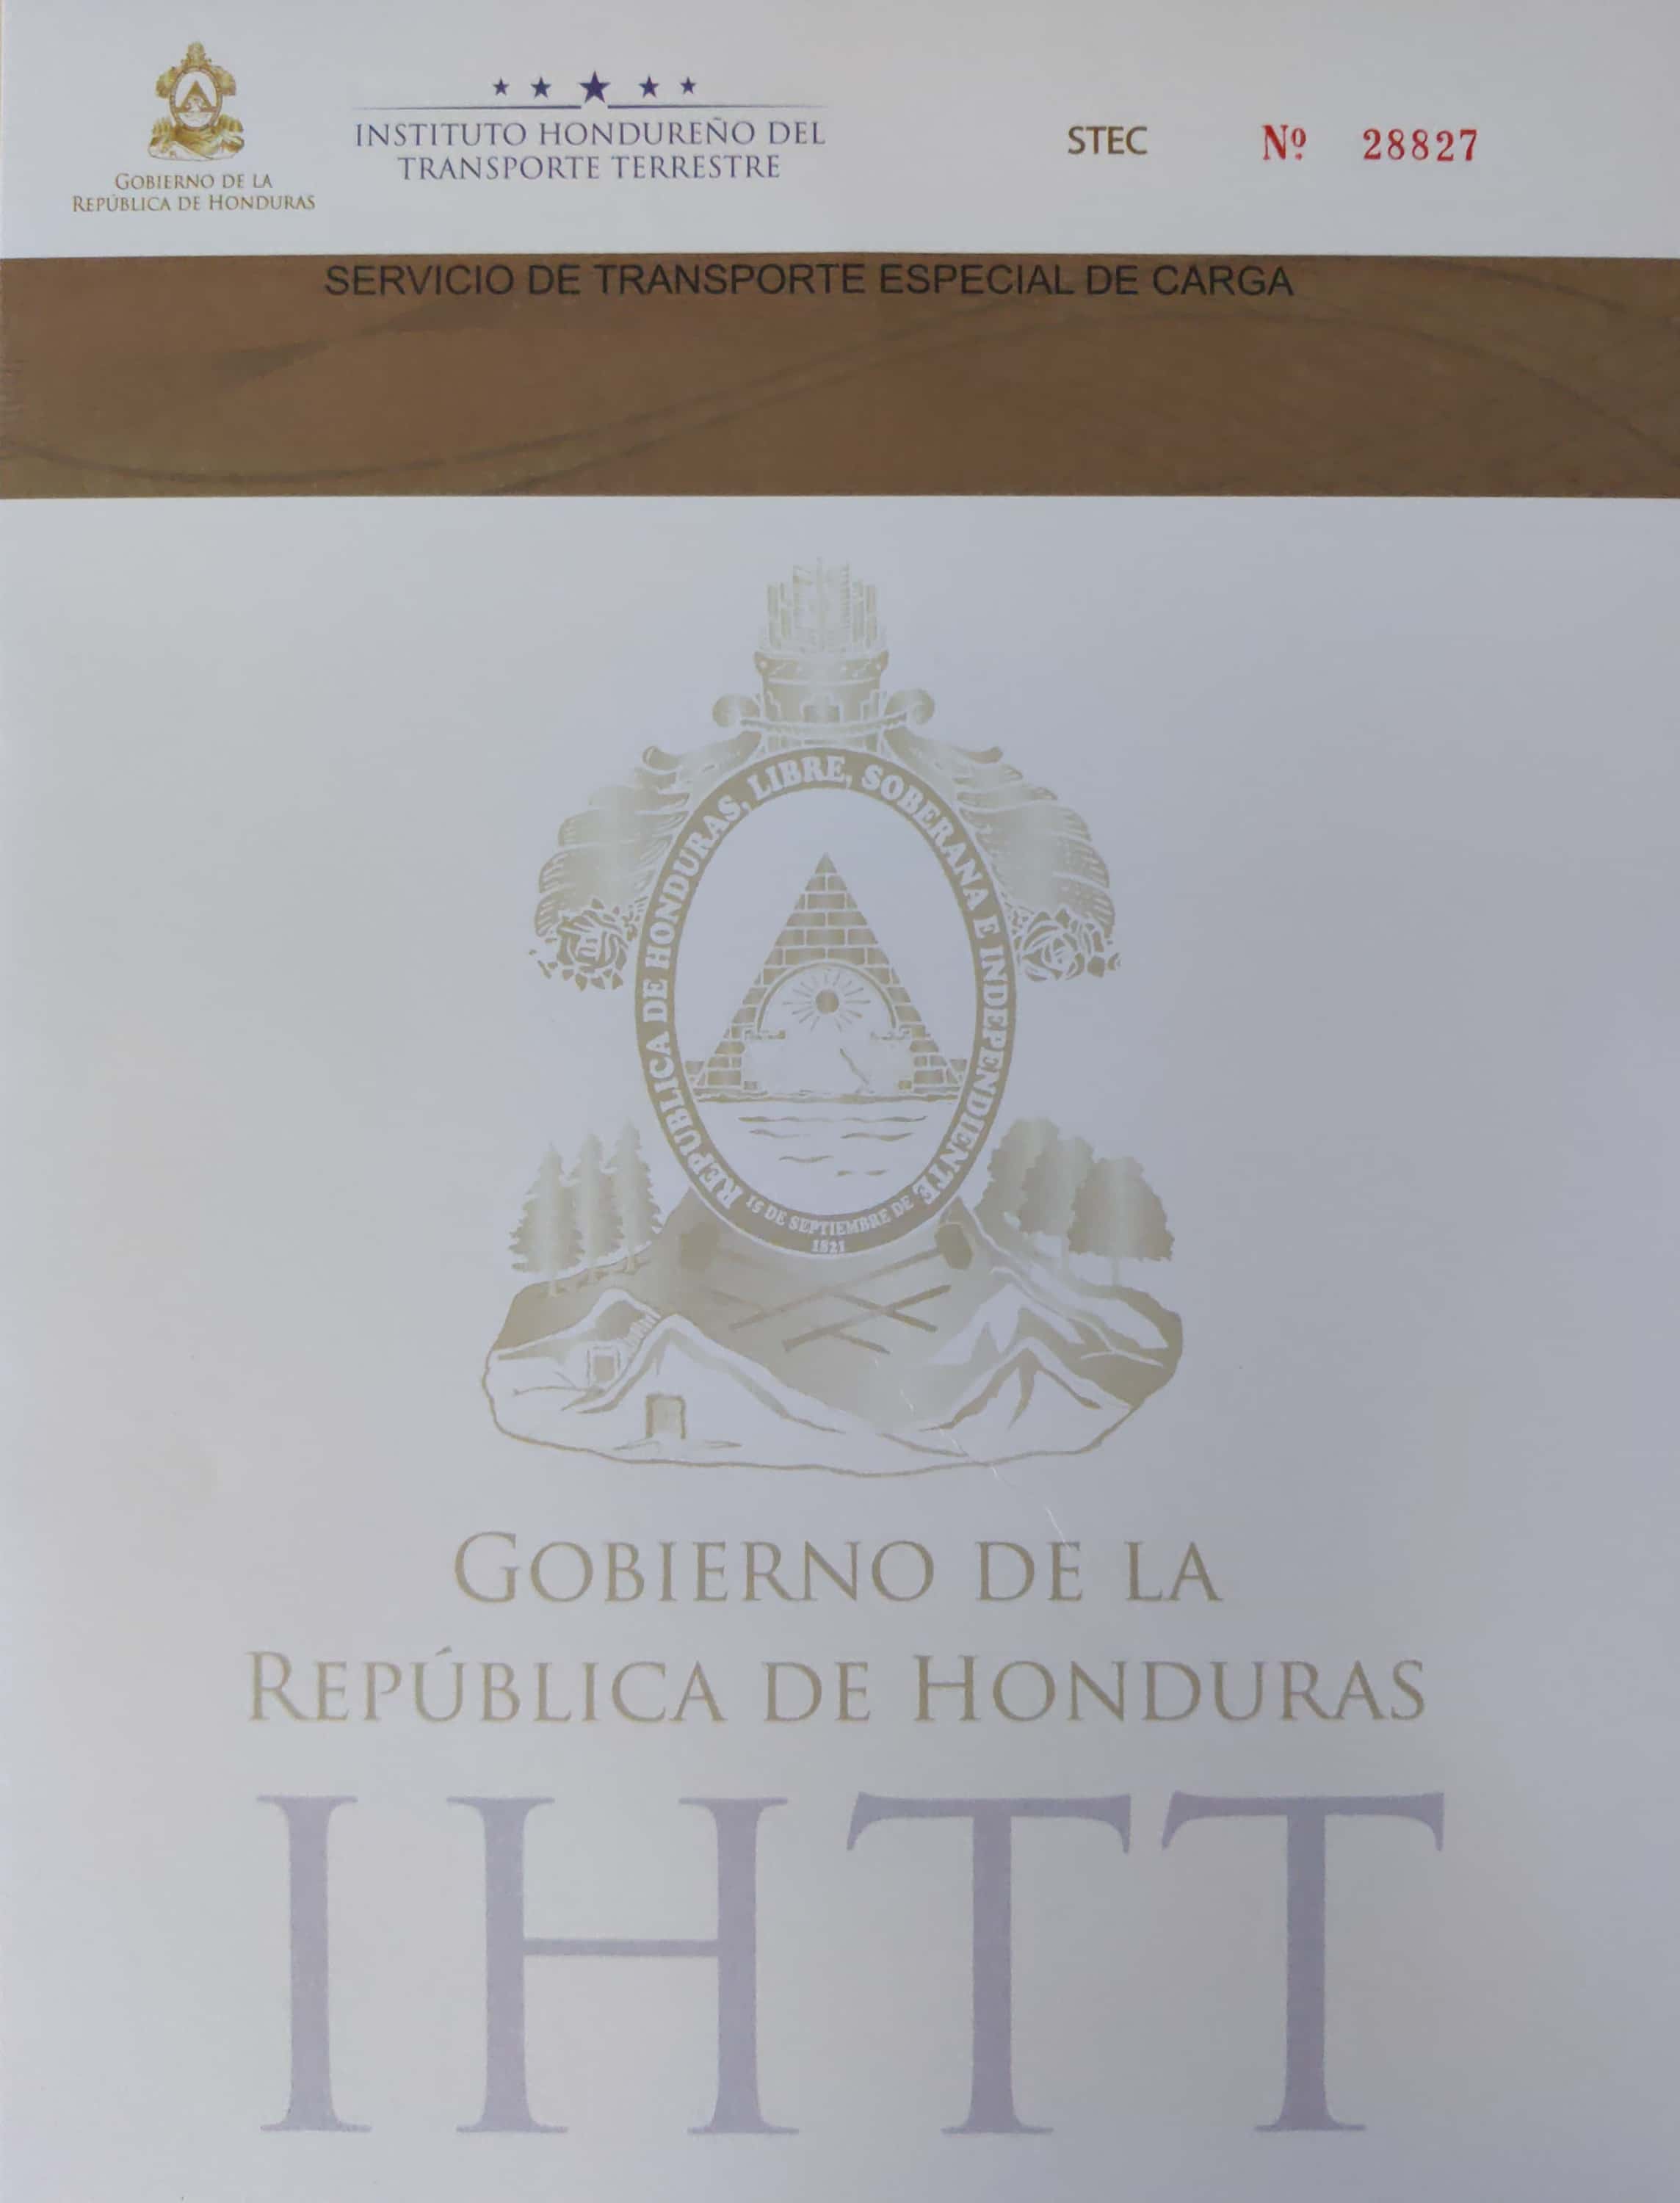 GOBIERNO DE LA
REPÚBLICA DE HONDURAS
INSTITUTO HONDUREÑO DEL
TRANSPORTE TERRESTRE
STEC Nº 28827
SERVICIO DE TRANSPORTE ESPECIAL DE CARGA
REPUBLICA DE HONDURAS, LIBRE, SOBERANA E INDEPENDIENTE
15 DE SEPTIEMBRE DE
1821
GOBIERNO DE LA
REPÚBLICA DE HONDURAS
IHTT